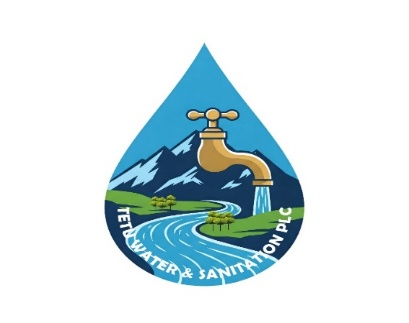 TETU WATER & SANITATION PLC